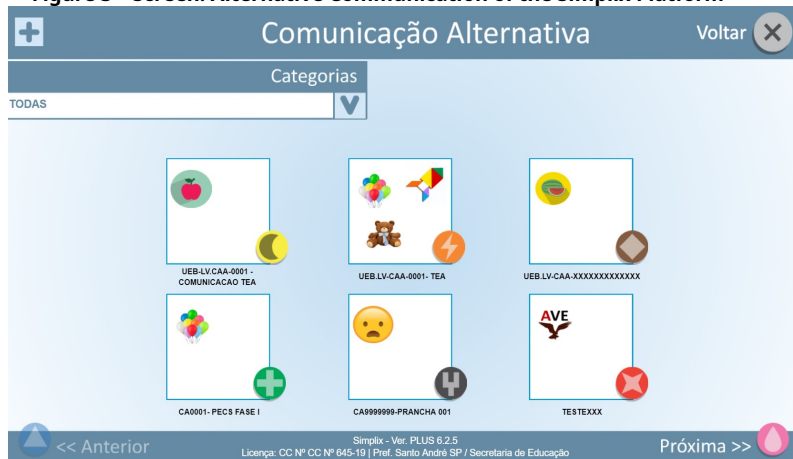 Comunicação Alternativa
Voltar
Categorias
TODAS
UEB-LV.CAA-0001 -
COMUNICACAO TEA
UEB.LV-CAA-0001- TEA
UEB.LV-CAA-XXXXXXXXXXXXX
AVE
CA0001- PECS FASE I
CA9999999-PRANCHA 001
TESTEXXX
<< Anterior
Simplix - Ver. PLUS 6.2.5
Licença: CC Nº CC Nº 645-19 | Pref. Santo André SP / Secretaria de Educação
Próxima >>